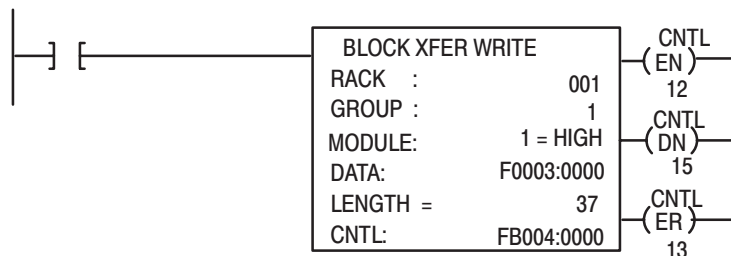 BLOCK XFER WRITE
RACK : 001
GROUP : 1
MODULE: 1 = HIGH
DATA: F0003:0000
LENGTH = 37
CNTL: FB004:0000
CNTL
EN
12
CNTL
DN
15
CNTL
ER
13